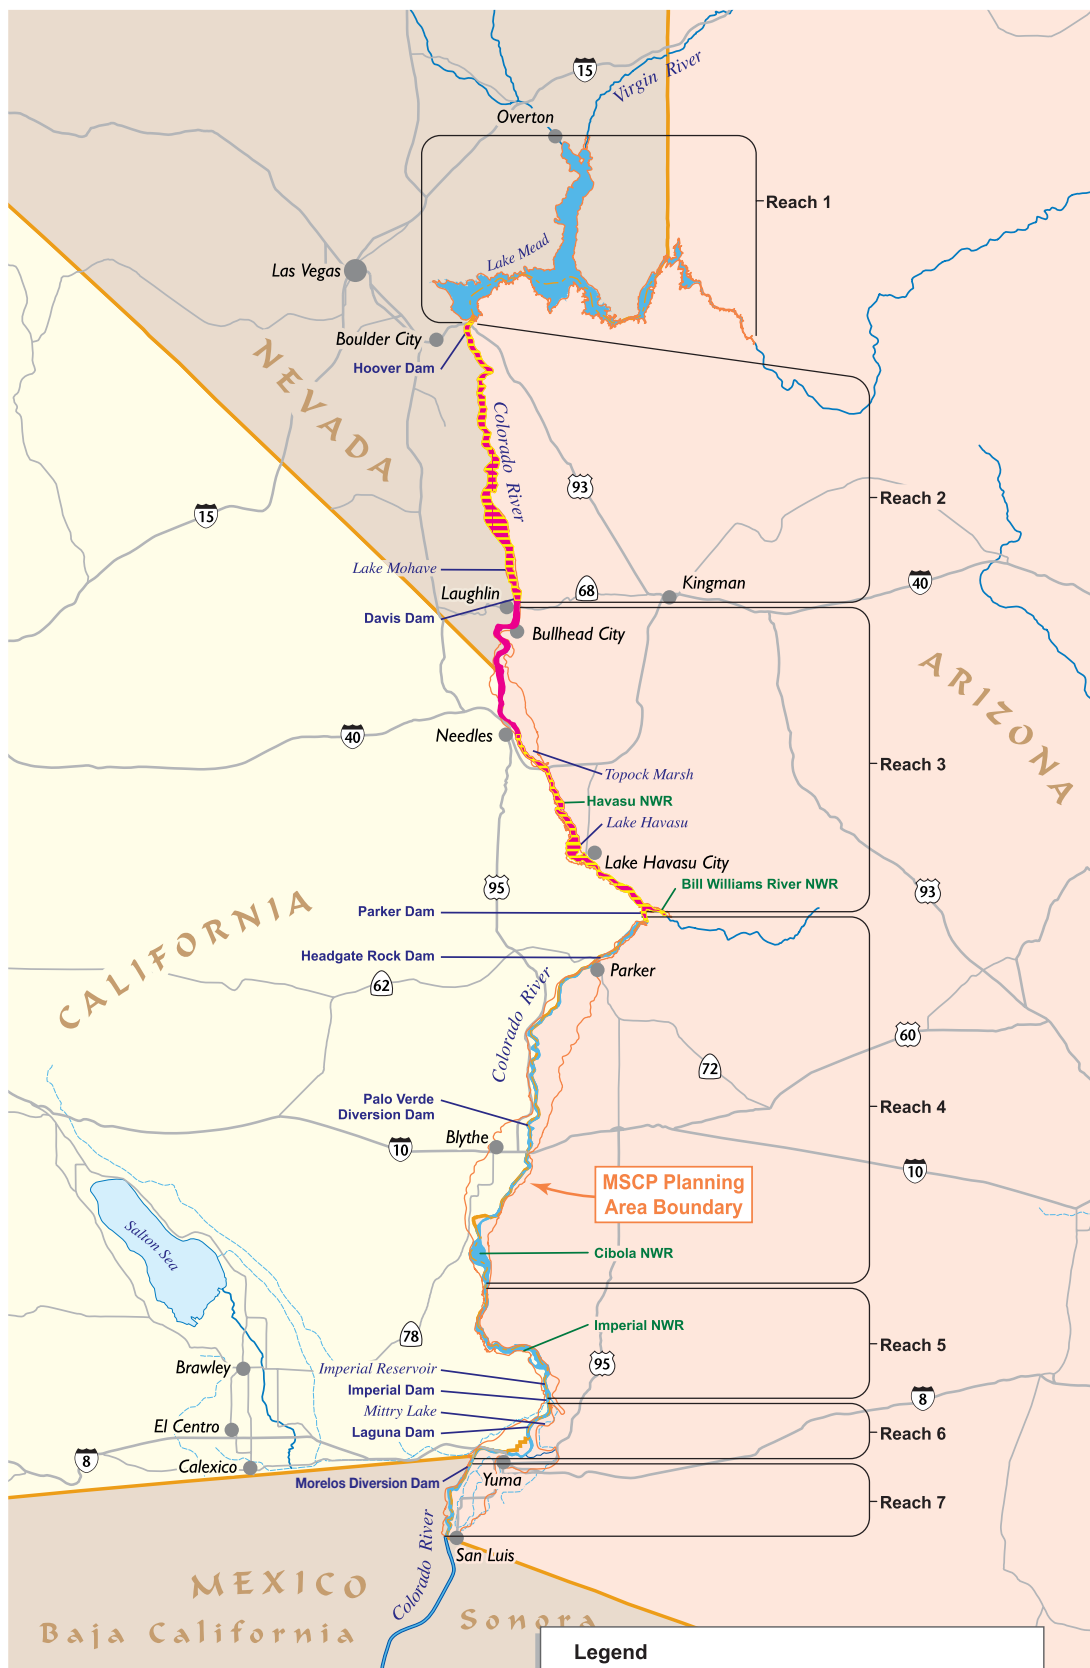 15
Virgin River
Overton
Reach 1
Lake Mead
Las Vegas
Boulder City
Hoover Dam
NEVADA
Colorado River
93
Reach 2
15
Lake Mohave
Kingman
40
68
Laughlin
Davis Dam
Bullhead City
ARIZONA
40
Needles
Reach 3
Topock Marsh
Havasu NWR
Lake Havasu
Lake Havasu City
95
Bill Williams River NWR
93
Parker Dam
CALIFORNIA
Headgate Rock Dam
Parker
62
Colorado River
60
72
Palo Verde
Diversion Dam
Reach 4
Blythe
10
10
MSCP Planning
Area Boundary
Salton Sea
Cibola NWR
Imperial NWR
78
Reach 5
95
Brawley
Imperial Reservoir
Imperial Dam
8
Mittry Lake
El Centro
Laguna Dam
Reach 6
8
Calexico
Morelos Diversion Dam
Yuma
Reach 7
Colorado River
San Luis
MEXICO
Baja California
Sonora
Legend